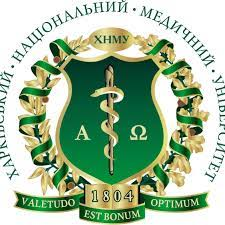 ХАРКІВСЬКИЙ • НАЦІОНАЛЬНИЙ • МЕДИЧНИЙ • УНІВЕРСИТЕТ
ХНМУ
Α Ω
1804
VALETUDO EST BONUM OPTIMUM